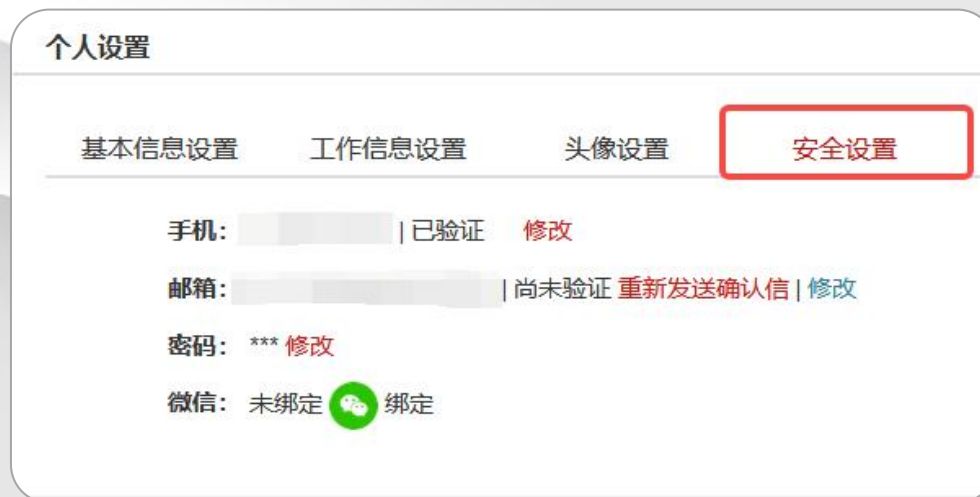 个人设置
基本信息设置 工作信息设置 头像设置 安全设置
手机： | 已验证 修改
邮箱： | 尚未验证 重新发送确认信 | 修改
密码： *** 修改
微信： 未绑定 绑定